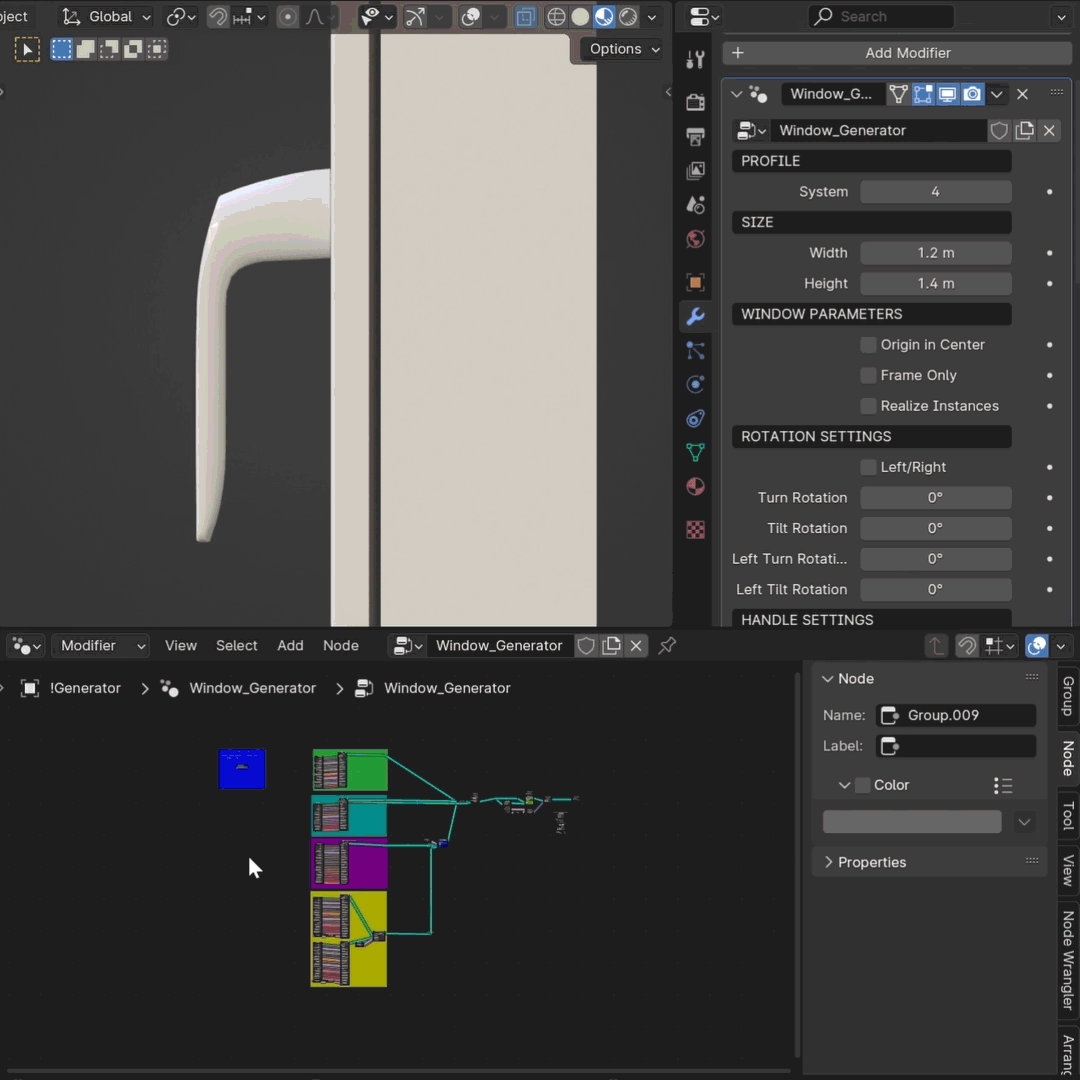 ject
Global
Options
Search
Add Modifier
Window_G...
Window_Generator
PROFILE
System 4
SIZE
Width 1.2 m
Height 1.4 m
WINDOW PARAMETERS
Origin in Center
Frame Only
Realize Instances
ROTATION SETTINGS
Left/Right
Turn Rotation 0°
Tilt Rotation 0°
Left Turn Rotati... 0°
Left Tilt Rotation 0°
HANDLE SETTINGS
Modifier View Select Add Node Window_Generator
!Generator Window_Generator Window_Generator
Node
Name: Group.009
Label:
Color
Properties
Group
Node
Tool
View
Node Wrangler
Arrang